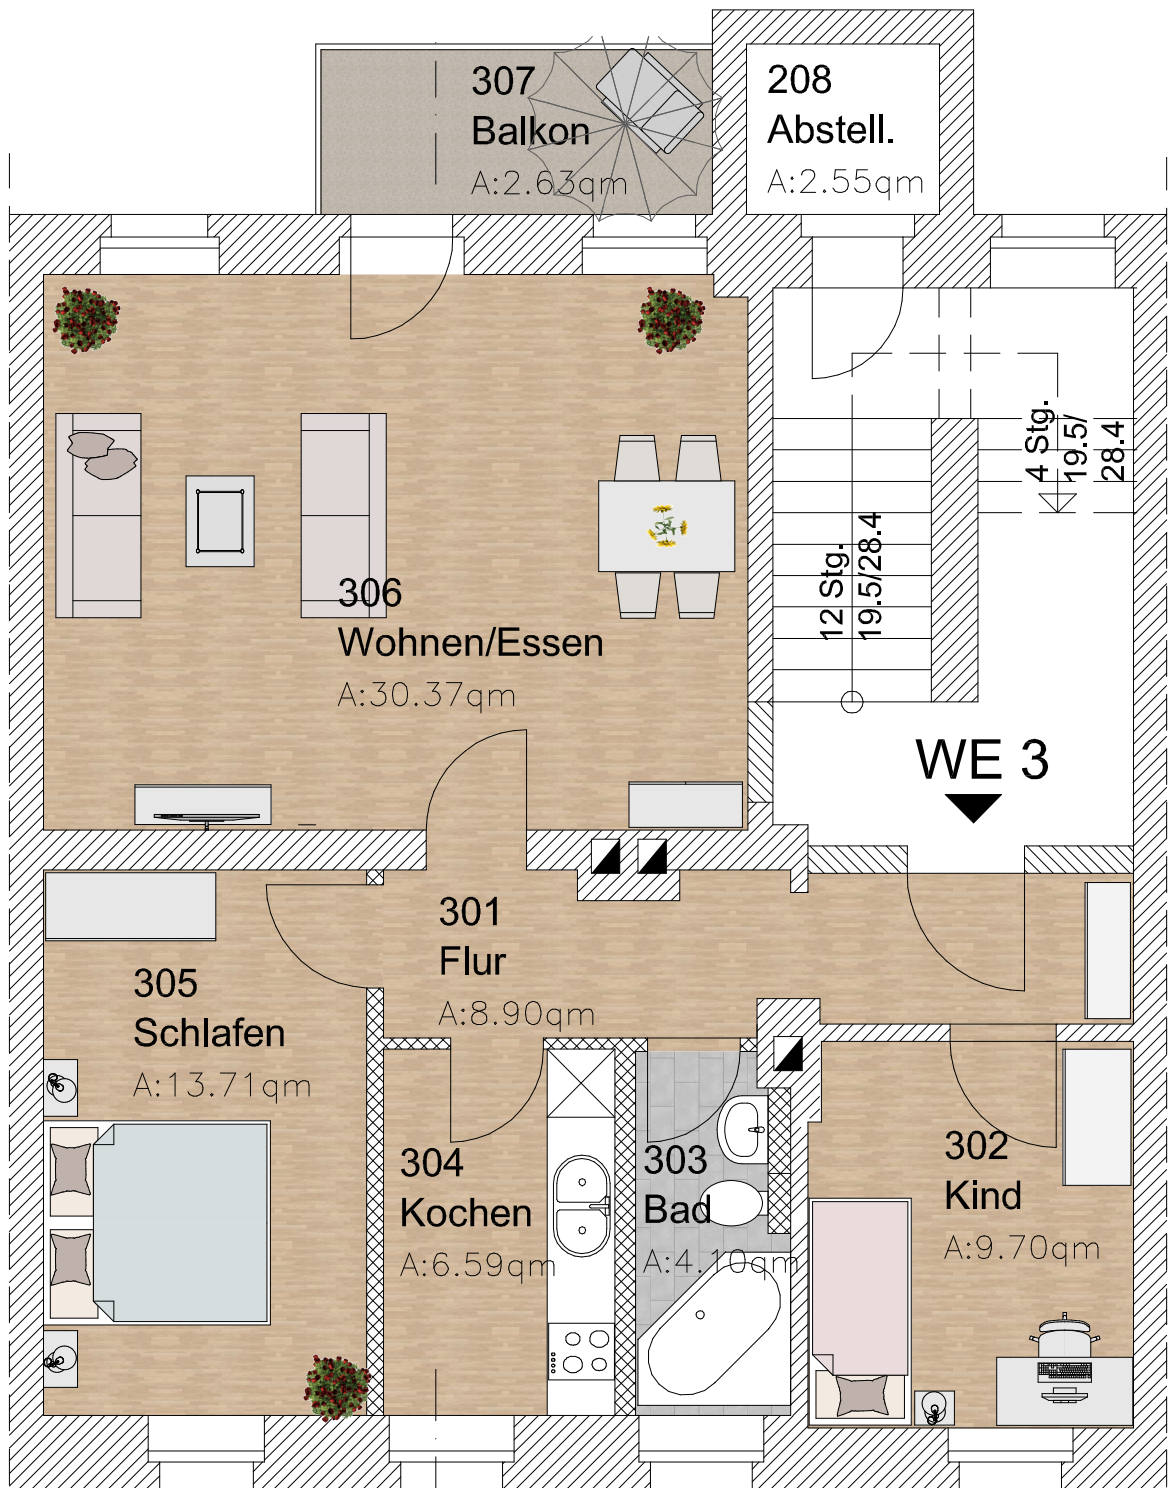 307
Balkon
A:2.63qm
208
Abstell.
A:2.55qm
4 Stg.
19.5/
28.4
12 Stg.
19.5/28.4
306
Wohnen/Essen
A:30.37qm
WE 3
301
Flur
A:8.90qm
305
Schlafen
A:13.71qm
304
Kochen
A:6.59qm
303
Bad
A:4.10qm
302
Kind
A:9.70qm